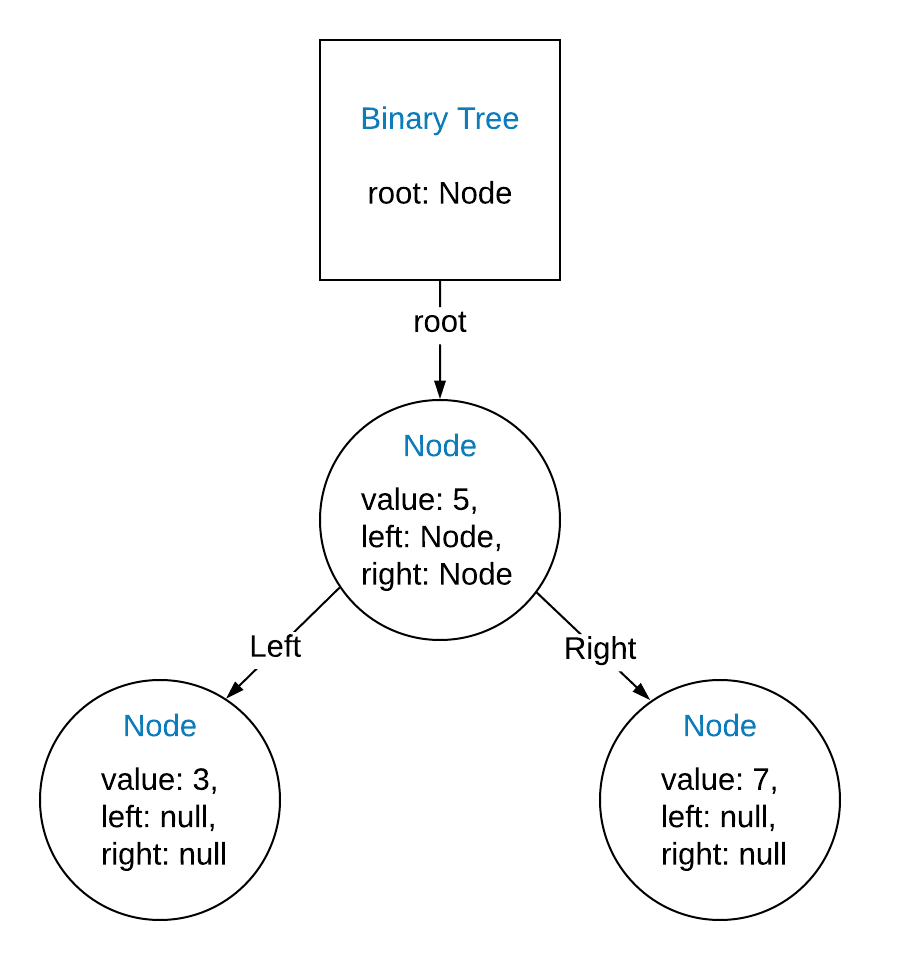 Binary Tree
root: Node
root
Node
value: 5,
left: Node,
right: Node
Left
Right
Node
value: 3,
left: null,
right: null
Node
value: 7,
left: null,
right: null